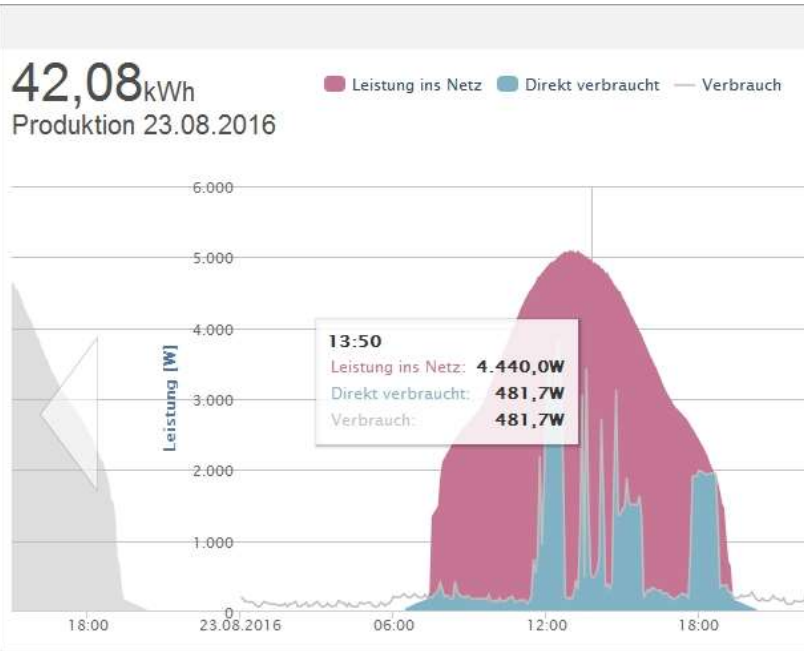 42,08kWh
Produktion 23.08.2016
Leistung ins Netz Direkt verbraucht Verbrauch
6.000
5.000
4.000
3.000
2.000
1.000
0
Leistung [W]
13:50
Leistung ins Netz: 4.440,0W
Direkt verbraucht: 481,7W
Verbrauch: 481,7W
18:00 23.08.2016 06:00 12:00 18:00